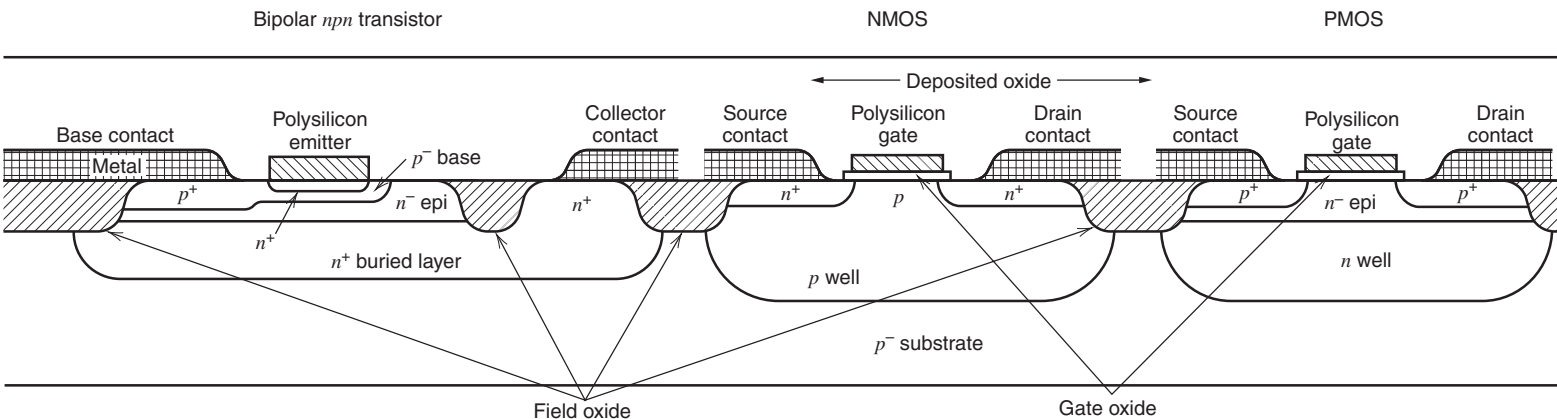 Bipolar npn transistor
NMOS
PMOS
Deposited oxide
Base contact
Polysilicon
emitter
Collector
contact
Source
contact
Polysilicon
gate
Drain
contact
Source
contact
Polysilicon
gate
Drain
contact
Metal
p⁻ base
p⁺
n⁻ epi
n⁺
n⁺
n⁺
p
n⁺
p⁺
n⁻ epi
p⁺
n⁺ buried layer
p well
n well
p⁻ substrate
Field oxide
Gate oxide